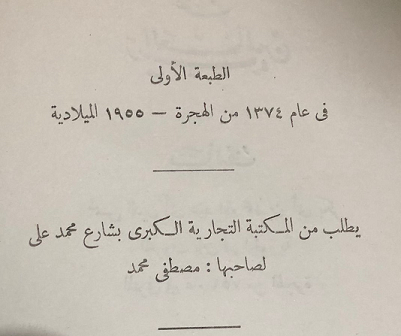 الطبعة الأولى
فى عام ١٣٧٤ من الهجرة — ١٩٥٥ الميلادية
يطلب من المكتبة التجارية الكبرى بشارع محمد على
لصاحبها : مصطفى محمد